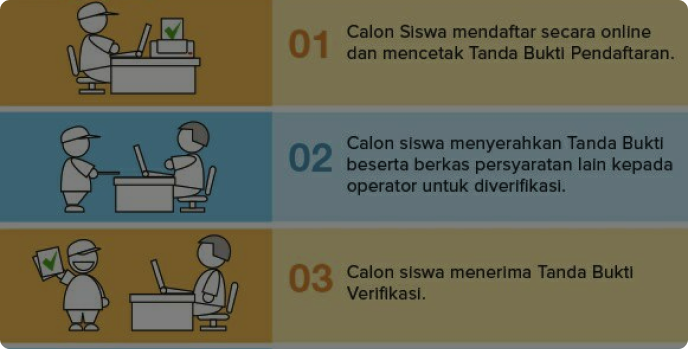 01
Calon Siswa mendaftar secara online
dan mencetak Tanda Bukti Pendaftaran.
02
Calon siswa menyerahkan Tanda Bukti
beserta berkas persyaratan lain kepada
operator untuk diverifikasi.
03
Calon siswa menerima Tanda Bukti
Verifikasi.